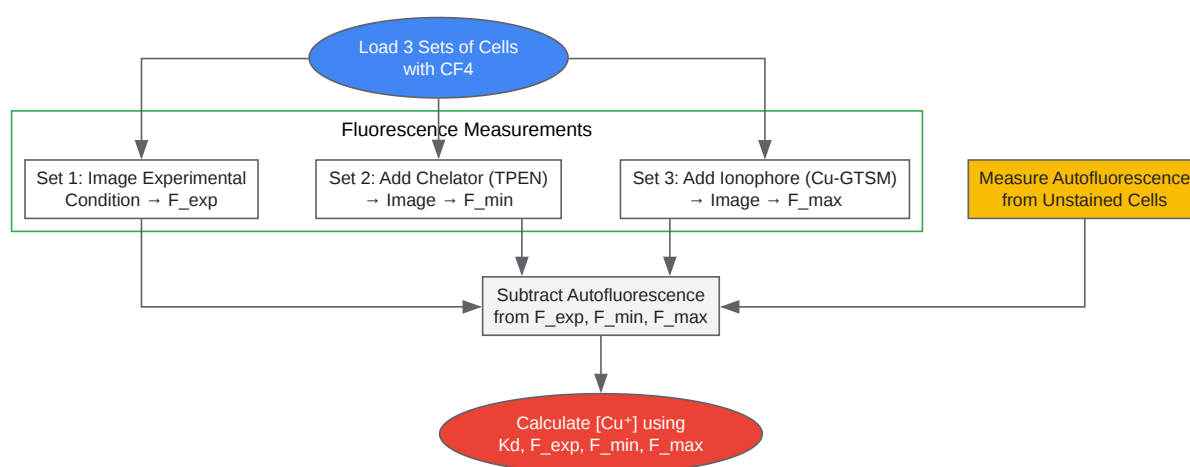 Load 3 Sets of Cells
with CF4
Fluorescence Measurements
Set 1: Image Experimental
Condition → F_exp
Set 2: Add Chelator (TPEN)
→ Image → F_min
Set 3: Add Ionophore (Cu-GTSM)
→ Image → F_max
Measure Autofluorescence
from Unstained Cells
Subtract Autofluorescence
from F_exp, F_min, F_max
Calculate [Cu⁺] using
Kd, F_exp, F_min, F_max